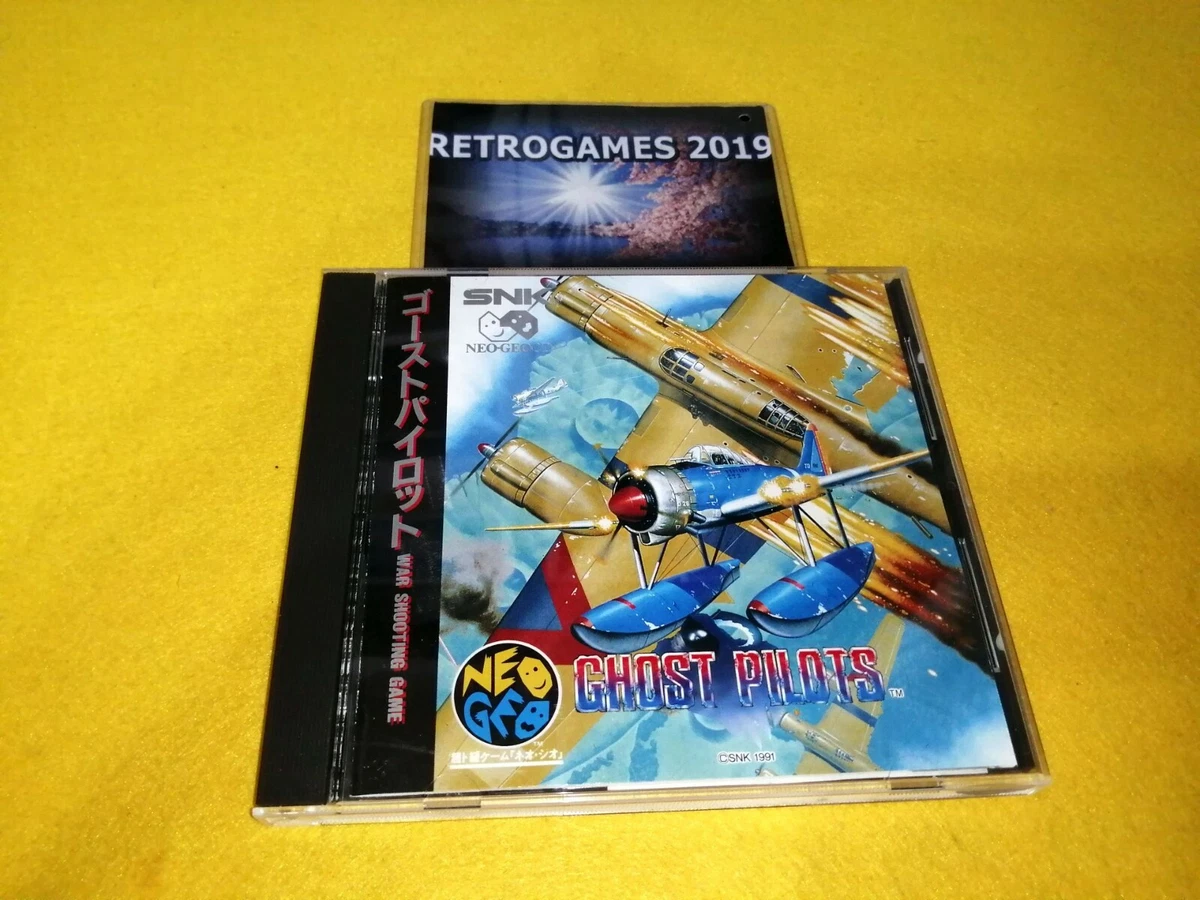 RETROGAMES 2019
ゴーストパイロット
WAR SHOOTING GAME
SNK
NEO-GEO
NEO
GEO
GHOST PILOTS TM
©SNK 1991